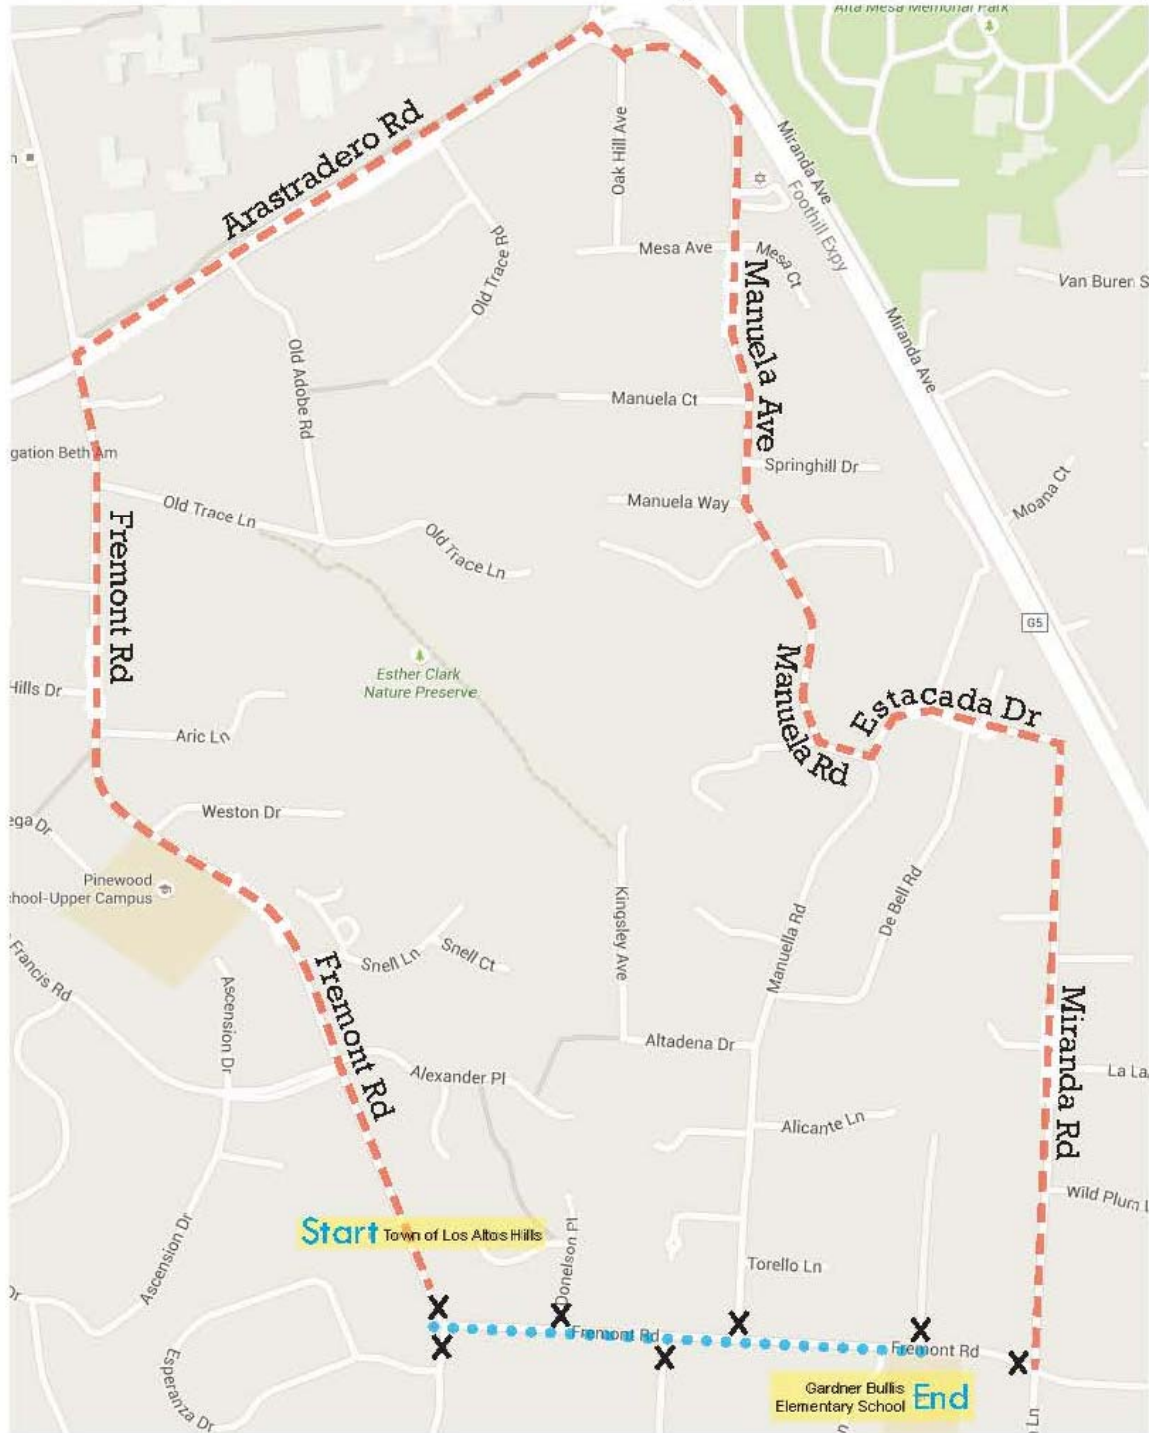 Alta Mesa Memorial Park
Arastradero Rd
Oak Hill Ave
Miranda Ave
Foothill Expy
Mesa Ave
Mesa Ct
Old Trace Rd
Van Buren S
Manuela Ave
Miranda Ave
Old Adobe Rd
Manuela Ct
gation Beth Am
Springhill Dr
Moana Ct
Manuela Way
Old Trace Ln
Old Trace Ln
Fremont Rd
G5
Esther Clark
Nature Preserve
Hills Dr
Manuela Rd
Estacada Dr
Aric Ln
Weston Dr
ega Dr
Pinewood
chool-Upper Campus
Kingsley Ave
De Bell Rd
Manuella Rd
Snell Ln
Snell Ct
Francis Rd
Ascension Dr
Fremont Rd
Miranda Rd
Altadena Dr
Alexander Pl
La La
Alicante Ln
Wild Plum L
Start Town of Los Altos Hills
Donelson Pl
Ascension Dr
Torello Ln
Dr
X
X
X
X
X
X
X
Fremont Rd
Fremont Rd
Esperanza Dr
Gardner Bullis
Elementary School End
n
Ln